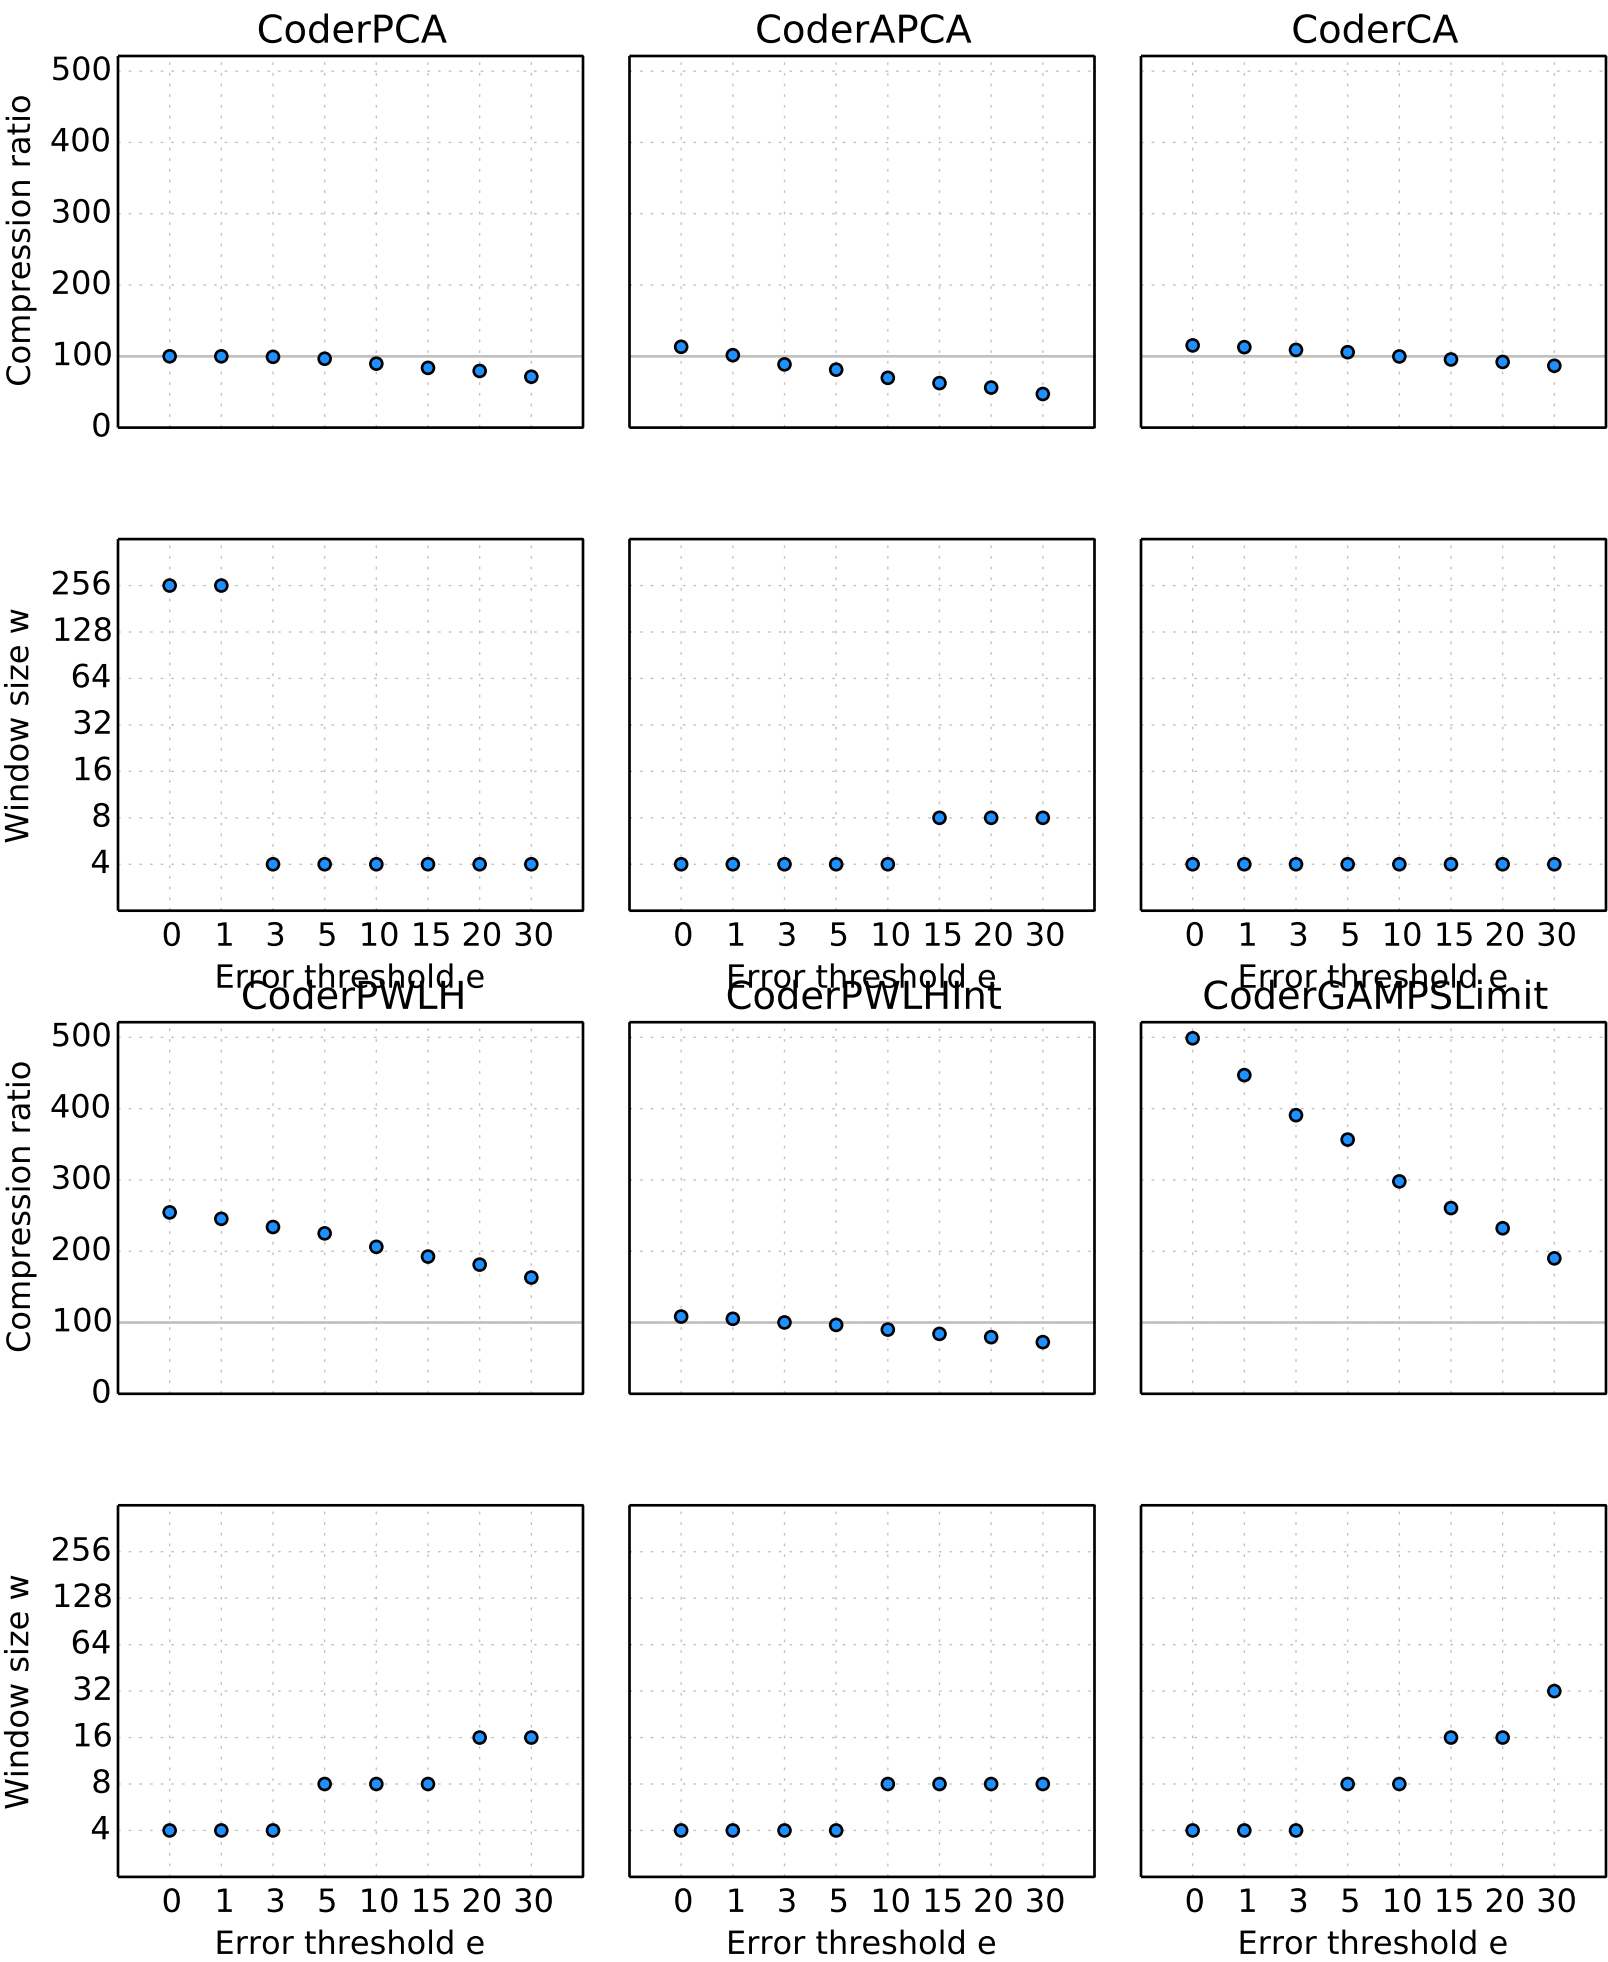 CoderPCA CoderAPCA CoderCA
Compression ratio
500
400
300
200
100
0
Window size w
256
128
64
32
16
8
4
0 1 3 5 10 15 20 30 0 1 3 5 10 15 20 30 0 1 3 5 10 15 20 30
Error threshold e Error threshold e Error threshold e
CoderPWLH CoderPWLHInt CoderGAMPSLimit
Compression ratio
500
400
300
200
100
0
Window size w
256
128
64
32
16
8
4
0 1 3 5 10 15 20 30 0 1 3 5 10 15 20 30 0 1 3 5 10 15 20 30
Error threshold e Error threshold e Error threshold e